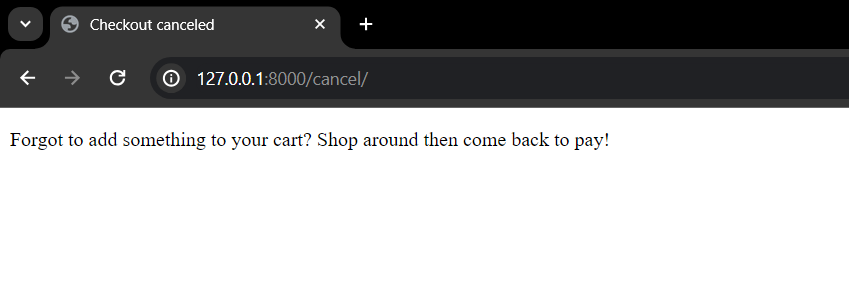 Checkout canceled
127.0.0.1:8000/cancel/
Forgot to add something to your cart? Shop around then come back to pay!